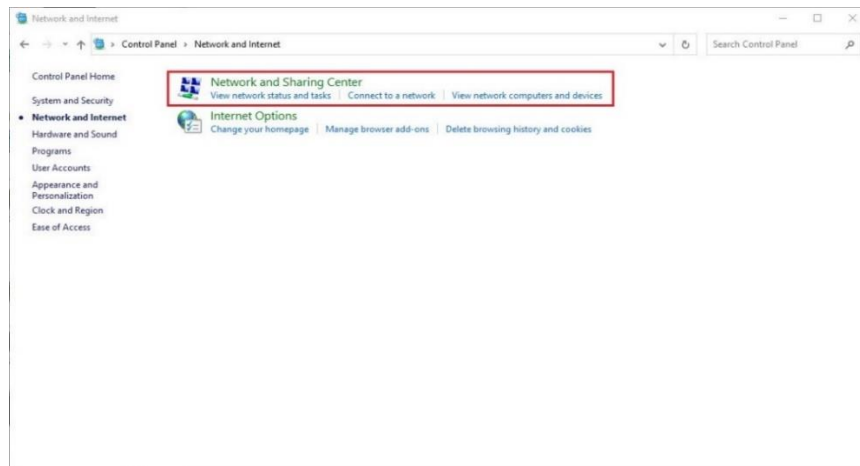 Network and Internet
Control Panel > Network and Internet
Search Control Panel
Control Panel Home
System and Security
Network and Internet
Hardware and Sound
Programs
User Accounts
Appearance and
Personalization
Clock and Region
Ease of Access
Network and Sharing Center
View network status and tasks | Connect to a network | View network computers and devices
Internet Options
Change your homepage | Manage browser add-ons | Delete browsing history and cookies